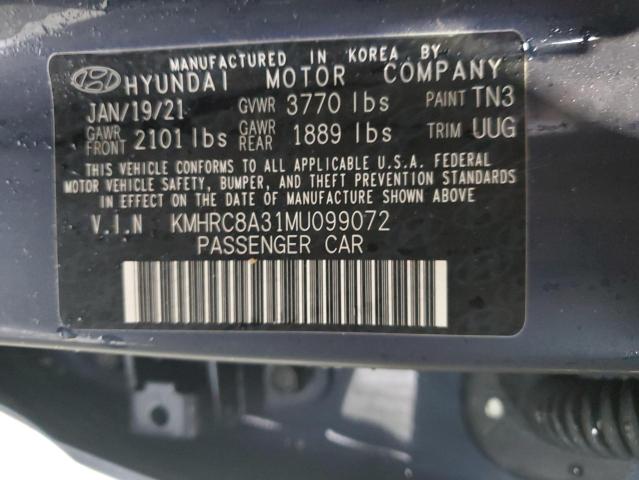 MANUFACTURED IN KOREA BY
HYUNDAI MOTOR COMPANY
JAN/19/21 GVWR 3770 lbs PAINT TN3
GAWR FRONT 2101 lbs GAWR REAR 1889 lbs TRIM UUG
THIS VEHICLE CONFORMS TO ALL APPLICABLE U.S.A. FEDERAL
MOTOR VEHICLE SAFETY, BUMPER, AND THEFT PREVENTION STANDARDS
IN EFFECT ON THE DATE OF MANUFACTURE SHOWN ABOVE
V.I.N KMHRC8A31MU099072
PASSENGER CAR